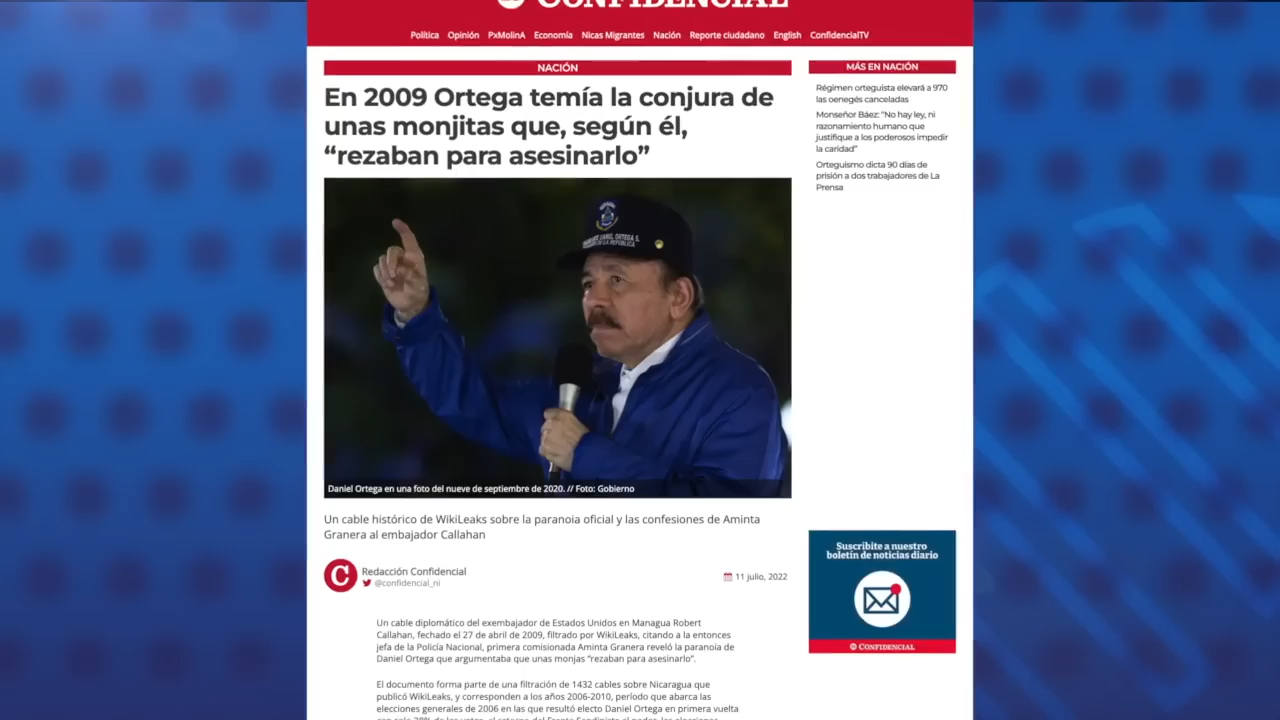 CONFIDENCIAL
Política Opinión PxMolinA Economía Nicas Migrantes Nación Reporte ciudadano English ConfidencialTV
NACIÓN
En 2009 Ortega temía la conjura de
unas monjitas que, según él,
“rezaban para asesinarlo”
Daniel Ortega en una foto del nueve de septiembre de 2020. // Foto: Gobierno
Un cable histórico de WikiLeaks sobre la paranoia oficial y las confesiones de Aminta
Granera al embajador Callahan
C
Redacción Confidencial
@confidencial_ni
11 julio, 2022
Un cable diplomático del exembajador de Estados Unidos en Managua Robert
Callahan, fechado el 27 de abril de 2009, filtrado por WikiLeaks, citando a la entonces
jefa de la Policía Nacional, primera comisionada Aminta Granera reveló la paranoia de
Daniel Ortega que argumentaba que unas monjas “rezaban para asesinarlo”.
El documento forma parte de una filtración de 1432 cables sobre Nicaragua que
publicó WikiLeaks, y corresponden a los años 2006-2010, período que abarca las
elecciones generales de 2006 en las que resultó electo Daniel Ortega en primera vuelta
MÁS EN NACIÓN
Régimen orteguista elevará a 970
las oenegés canceladas
Monseñor Báez: “No hay ley, ni
razonamiento humano que
justifique a los poderosos impedir
la caridad”
Orteguismo dicta 90 días de
prisión a dos trabajadores de La
Prensa
Suscribite a nuestro
boletín de noticias diario
CONFIDENCIAL